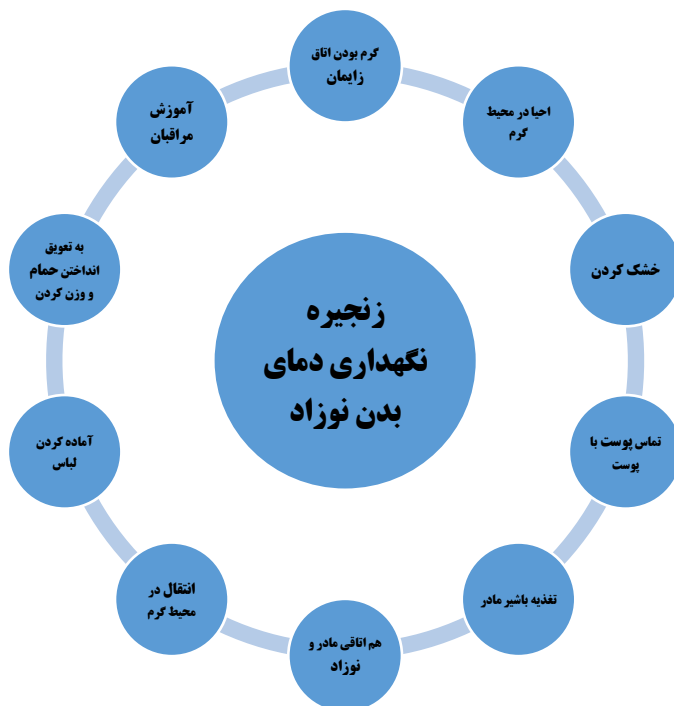 زنجیره
نگهداری دمای
بدن نوزاد
گرم بودن اتاق
زایمان
احیا در محیط
گرم
خشک کردن
تماس پوست با
پوست
تغذیه باشیر مادر
هم اتاقی مادر و
نوزاد
انتقال در
محیط گرم
آماده کردن
لباس
به تعویق
انداختن حمام
و وزن کردن
آموزش
مراقبان